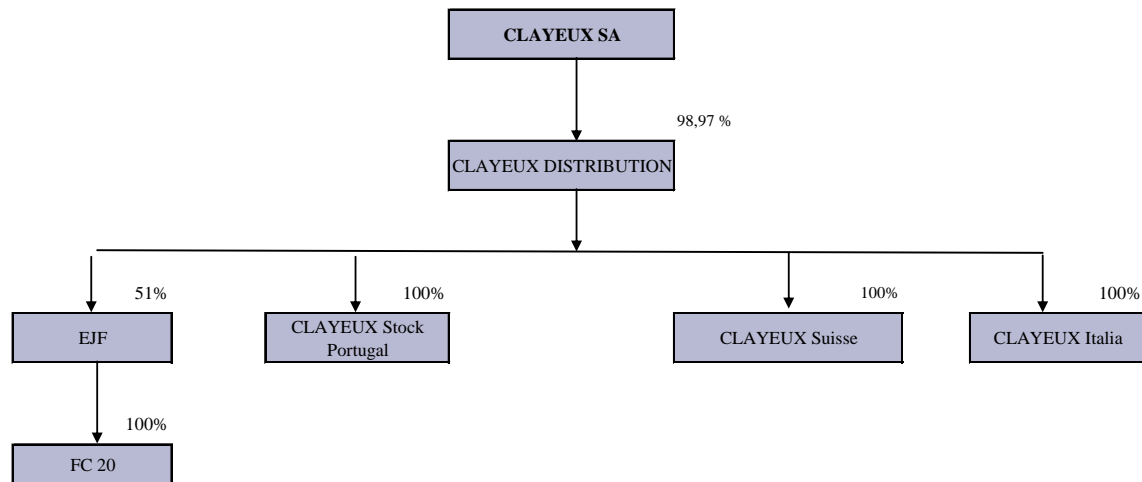 CLAYEUX SA
98,97 %
CLAYEUX DISTRIBUTION
51%
100%
100%
100%
EJF
CLAYEUX Stock
Portugal
CLAYEUX Suisse
CLAYEUX Italia
100%
FC 20